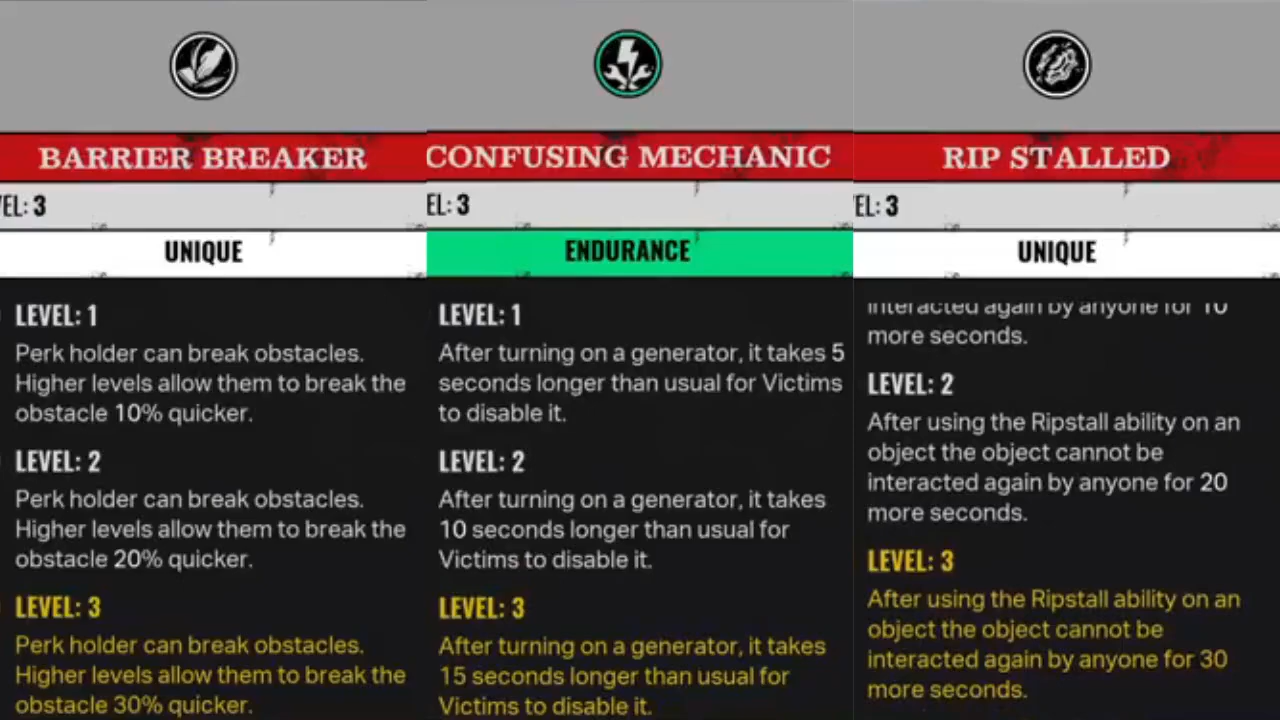 BARRIER BREAKER
EL: 3
UNIQUE
LEVEL: 1
Perk holder can break obstacles.
Higher levels allow them to break the
obstacle 10% quicker.
LEVEL: 2
Perk holder can break obstacles.
Higher levels allow them to break the
obstacle 20% quicker.
LEVEL: 3
Perk holder can break obstacles.
Higher levels allow them to break the
obstacle 30% quicker.
CONFUSING MECHANIC
EL: 3
ENDURANCE
LEVEL: 1
After turning on a generator, it takes 5
seconds longer than usual for Victims
to disable it.
LEVEL: 2
After turning on a generator, it takes
10 seconds longer than usual for
Victims to disable it.
LEVEL: 3
After turning on a generator, it takes
15 seconds longer than usual for
Victims to disable it.
RIP STALLED
EL: 3
UNIQUE
interacted again by anyone for 10
more seconds.
LEVEL: 2
After using the Ripstall ability on an
object the object cannot be
interacted again by anyone for 20
more seconds.
LEVEL: 3
After using the Ripstall ability on an
object the object cannot be
interacted again by anyone for 30
more seconds.